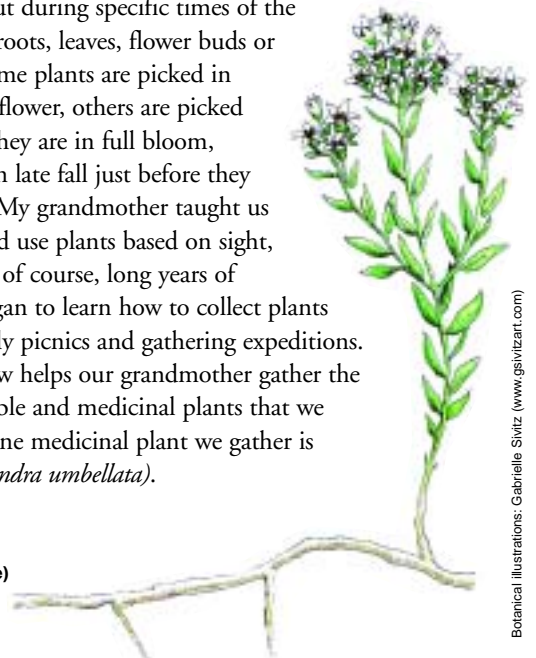 ut during specific times of the
roots, leaves, flower buds or
me plants are picked in
flower, others are picked
hey are in full bloom,
n late fall just before they
My grandmother taught us
d use plants based on sight,
of course, long years of
gan to learn how to collect plants
ly picnics and gathering expeditions.
w helps our grandmother gather the
ble and medicinal plants that we
ne medicinal plant we gather is
ndra umbellata).
e)
Botanical illustrations: Gabrielle Sivitz (www.gsivitzart.com)